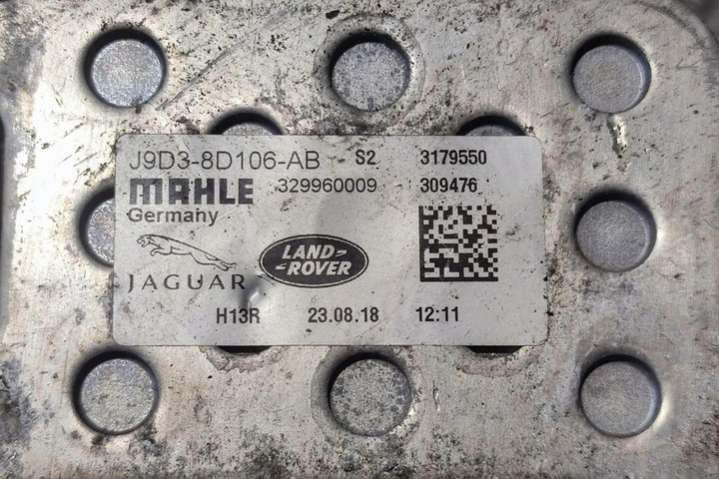 J9D3-8D106-AB S2 3179550
MAHLE 329960009 309476
Germany
JAGUAR LAND-ROVER
H13R 23.08.18 12:11